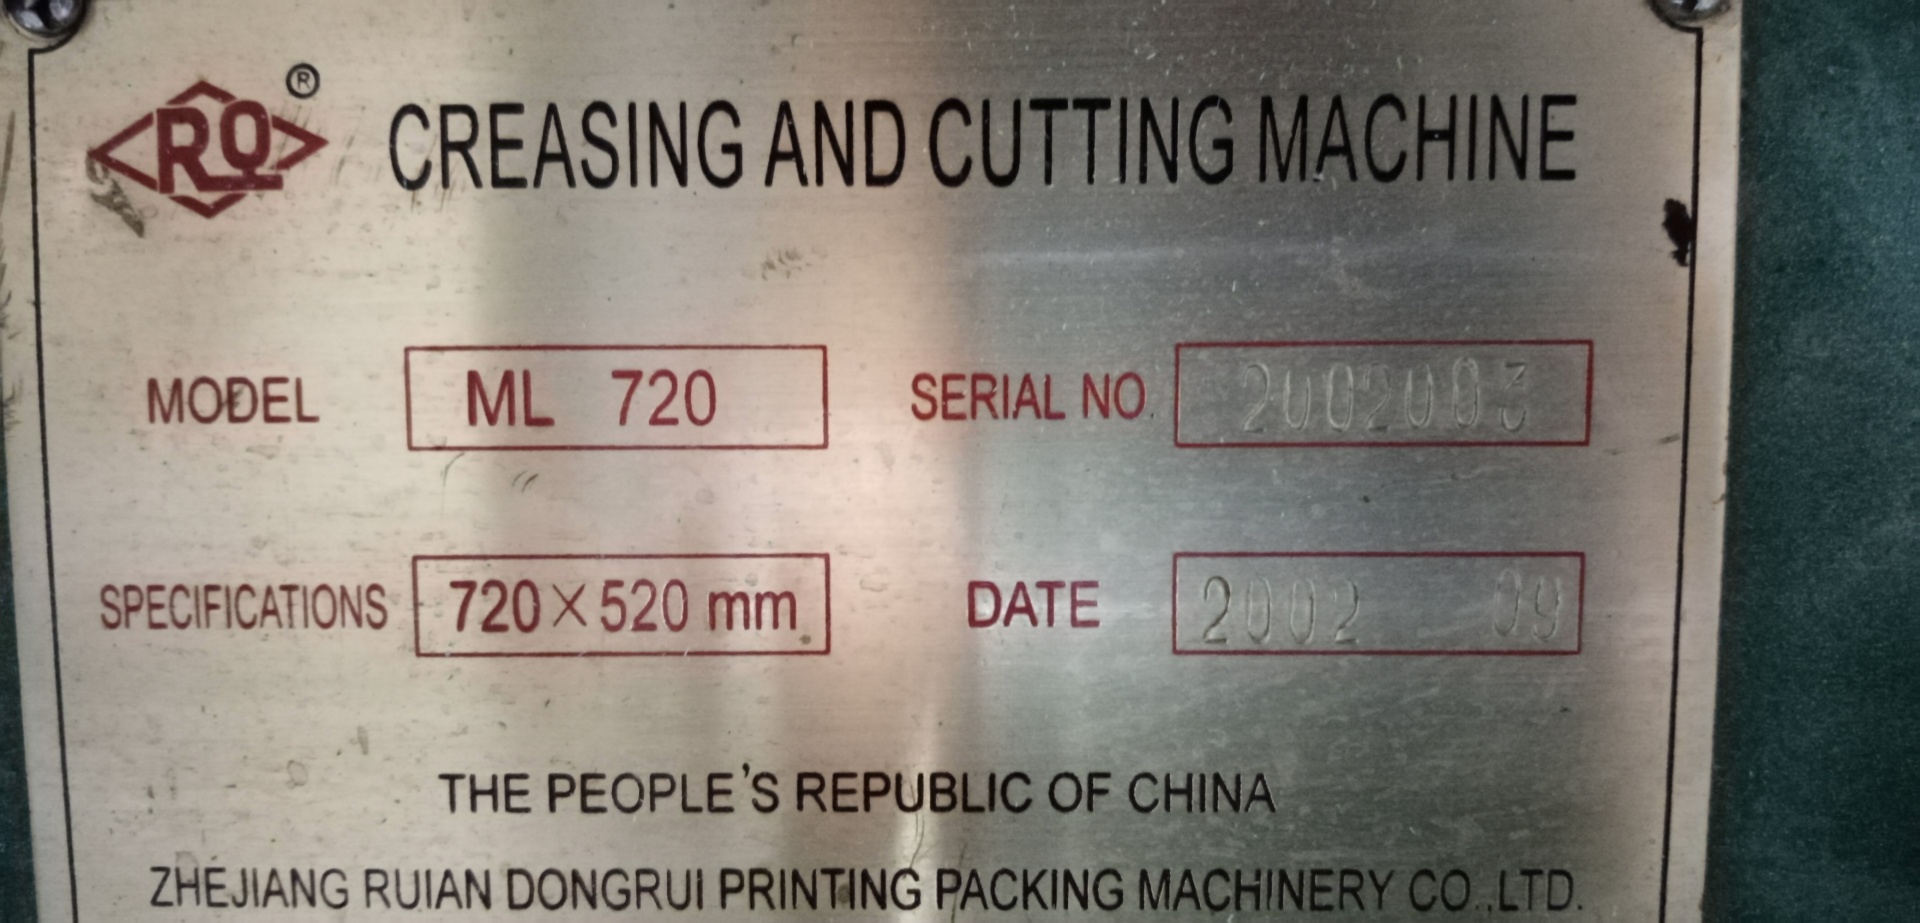 RQ ® CREASING AND CUTTING MACHINE
MODEL ML 720 SERIAL NO. 2002003
SPECIFICATIONS 720×520 mm DATE 2002 09
THE PEOPLE'S REPUBLIC OF CHINA
ZHEJIANG RUIAN DONGRUI PRINTING PACKING MACHINERY CO.,LTD.